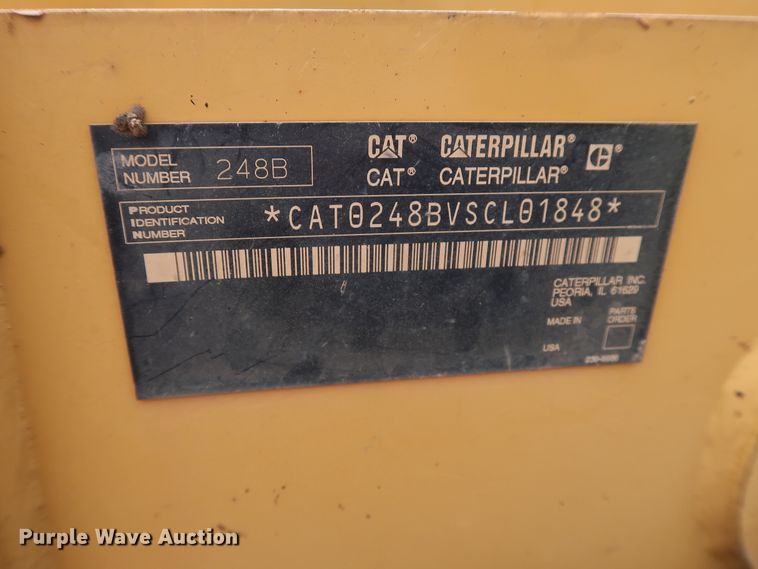 MODEL
NUMBER 248B
CAT® CATERPILLAR® C®
CAT® CATERPILLAR®
PRODUCT
IDENTIFICATION
NUMBER
*CAT0248BVSCL01848*
CATERPILLAR INC.
PEORIA, IL 61629
USA
MADE IN
PARTS
ORDER
USA
Purple Wave Auction